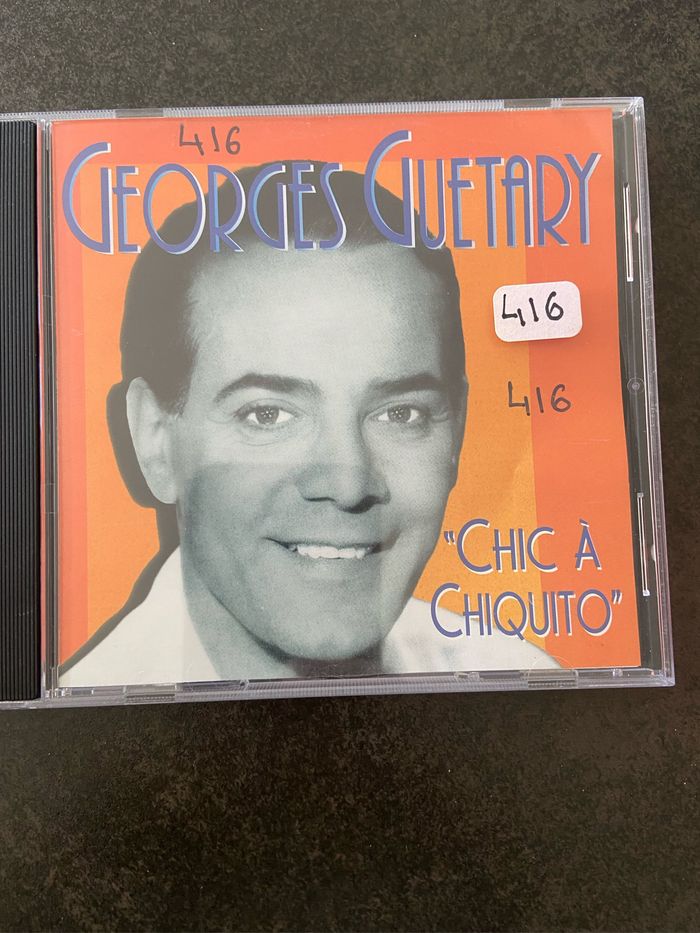 416
GEORGES GUETARY
416
416
"CHIC À
CHIQUITO"